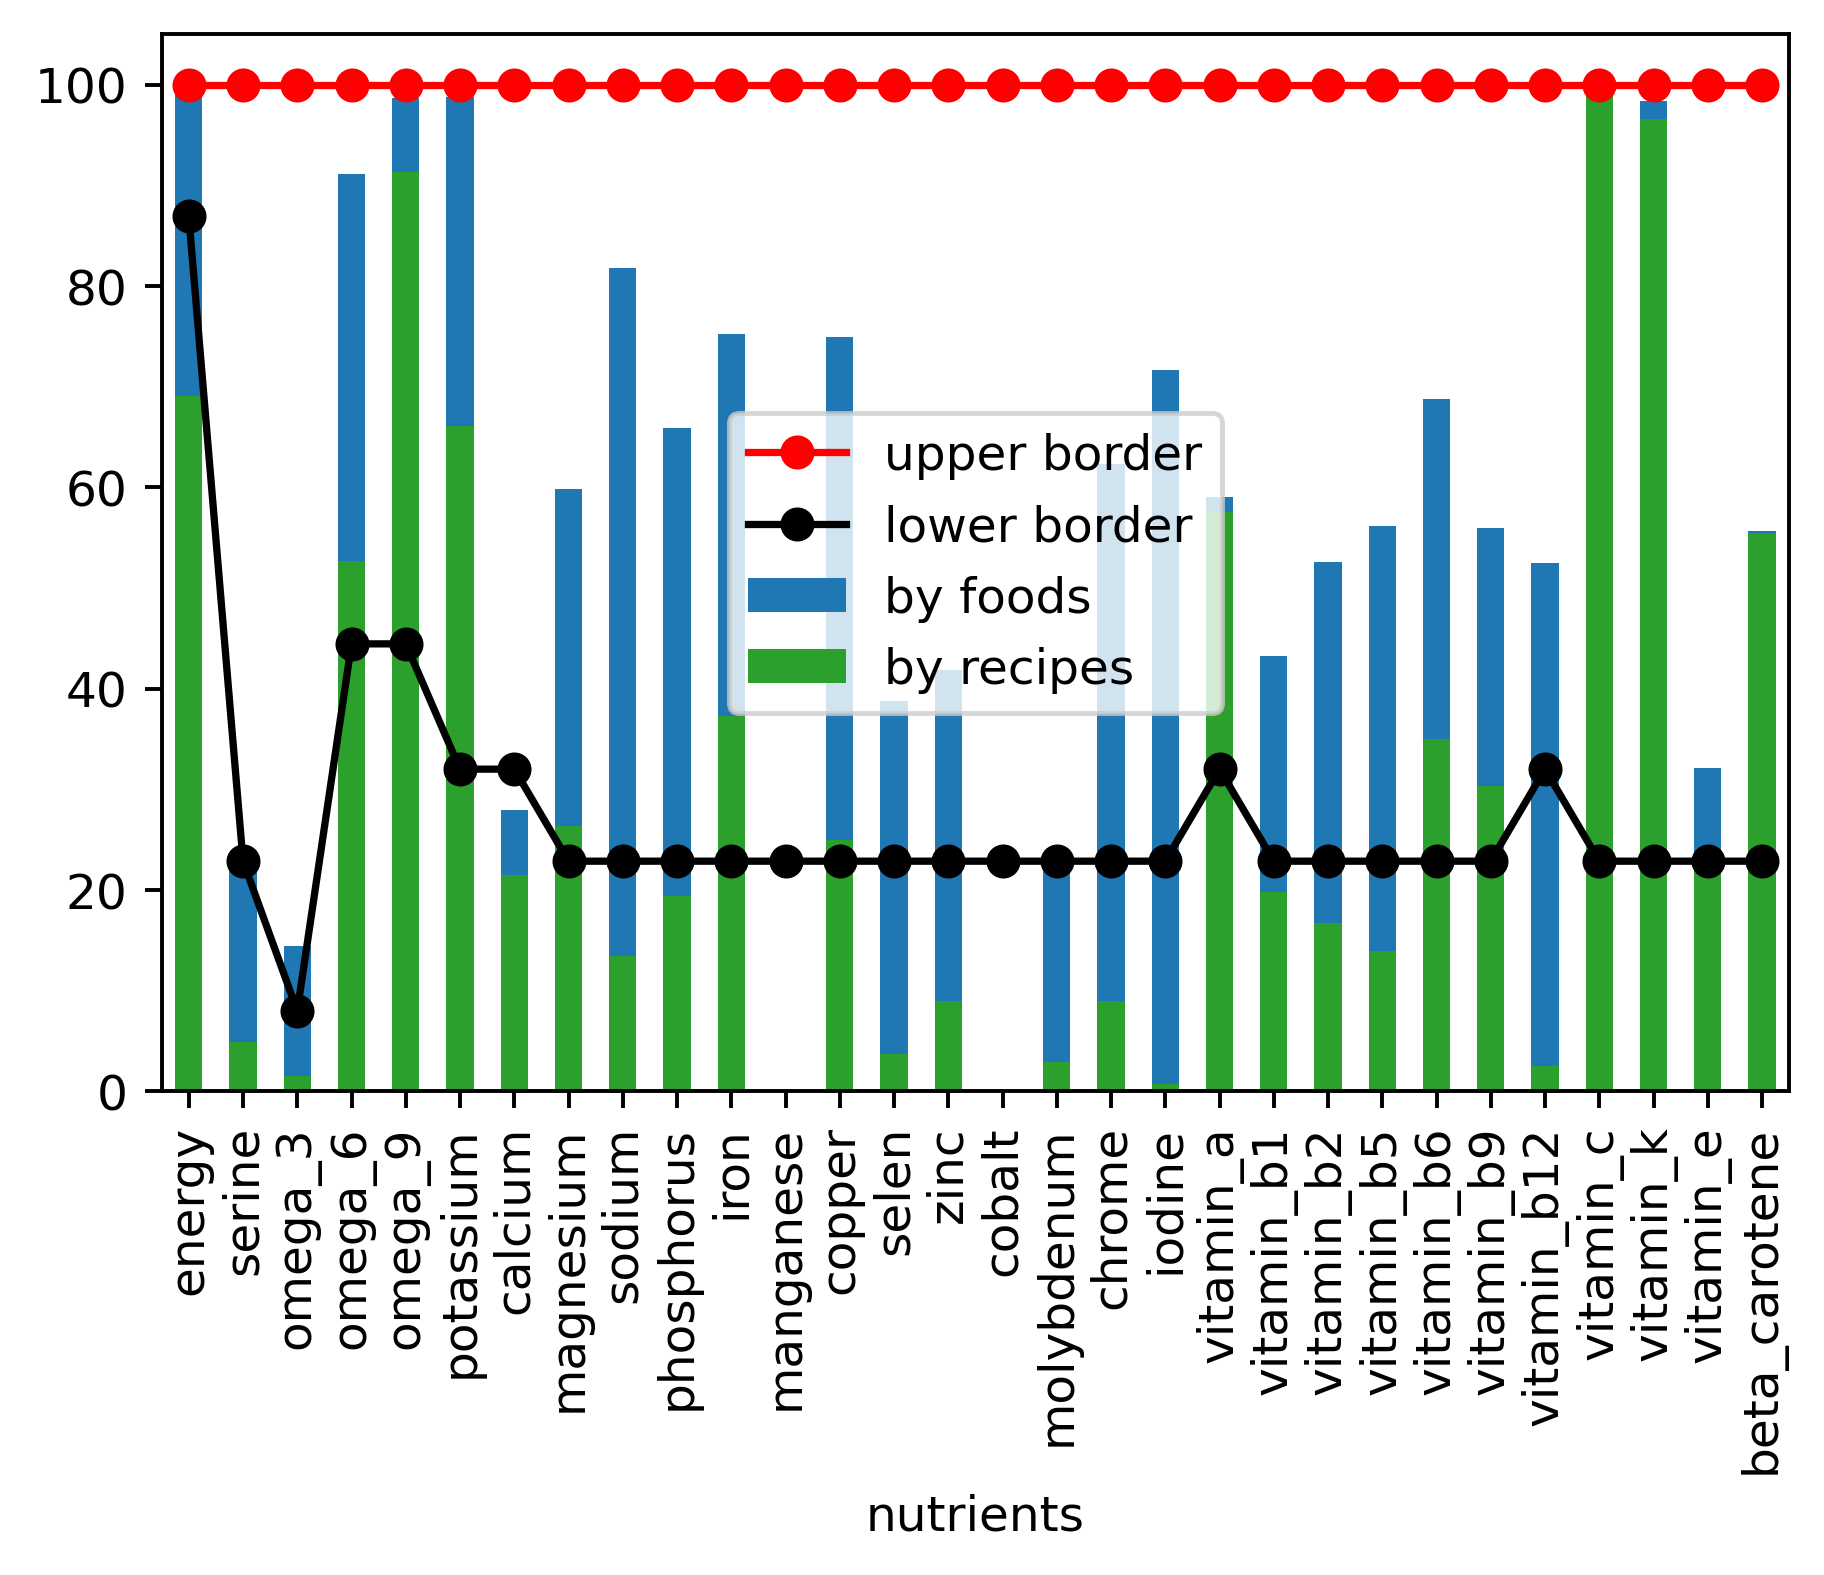 100
80
60
40
20
0
upper border
lower border
by foods
by recipes
energy
serine
omega_3
omega_6
omega_9
potassium
calcium
magnesium
sodium
phosphorus
iron
manganese
copper
selen
zinc
cobalt
molybdenum
chrome
iodine
vitamin_a
vitamin_b1
vitamin_b2
vitamin_b5
vitamin_b6
vitamin_b9
vitamin_b12
vitamin_c
vitamin_k
vitamin_e
beta_carotene
nutrients